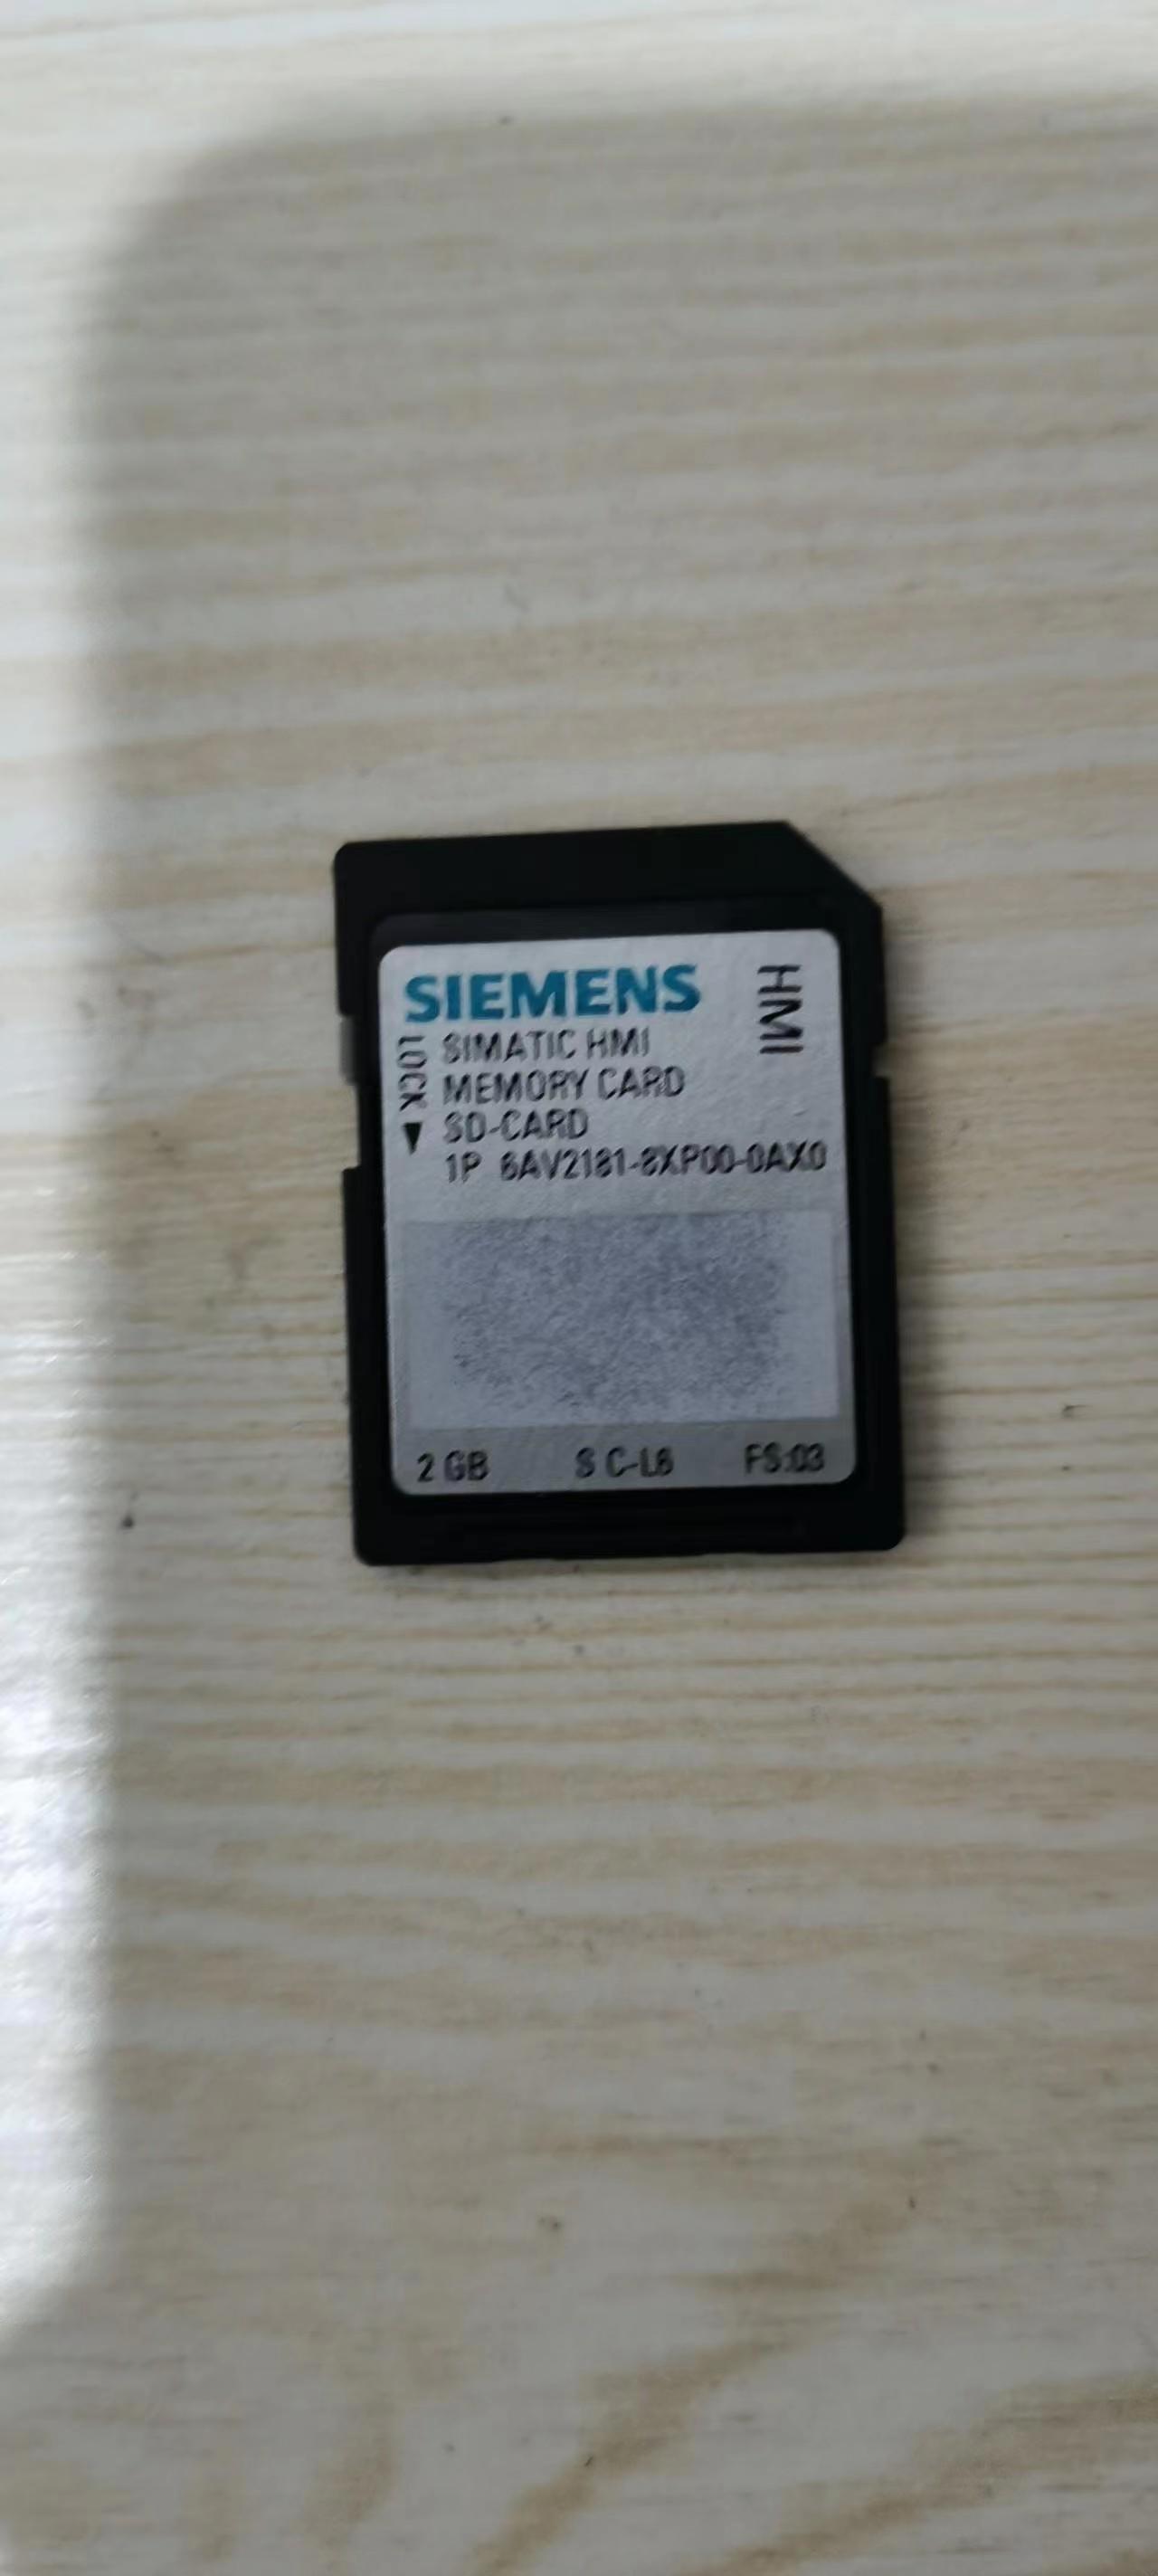 SIEMENS
HMI
LOCK
SIMATIC HMI
MEMORY CARD
SD-CARD
1P 6AV2181-8XP00-0AX0
2 GB S C-L6 FS:03